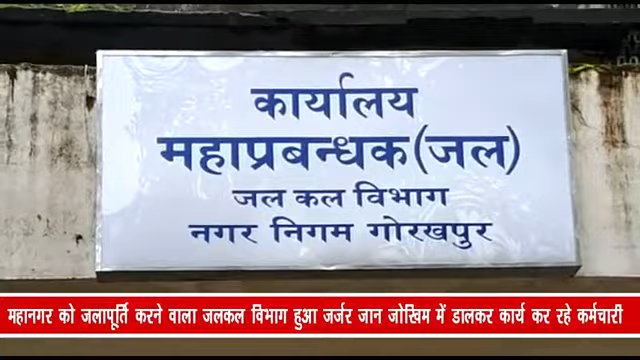 कार्यालय
महाप्रबन्धक(जल)
जल कल विभाग
नगर निगम गोरखपुर
महानगर को जलापूर्ति करने वाला जलकल विभाग हुआ जर्जर जान जोखिम में डालकर कार्य कर रहे कर्मचारी